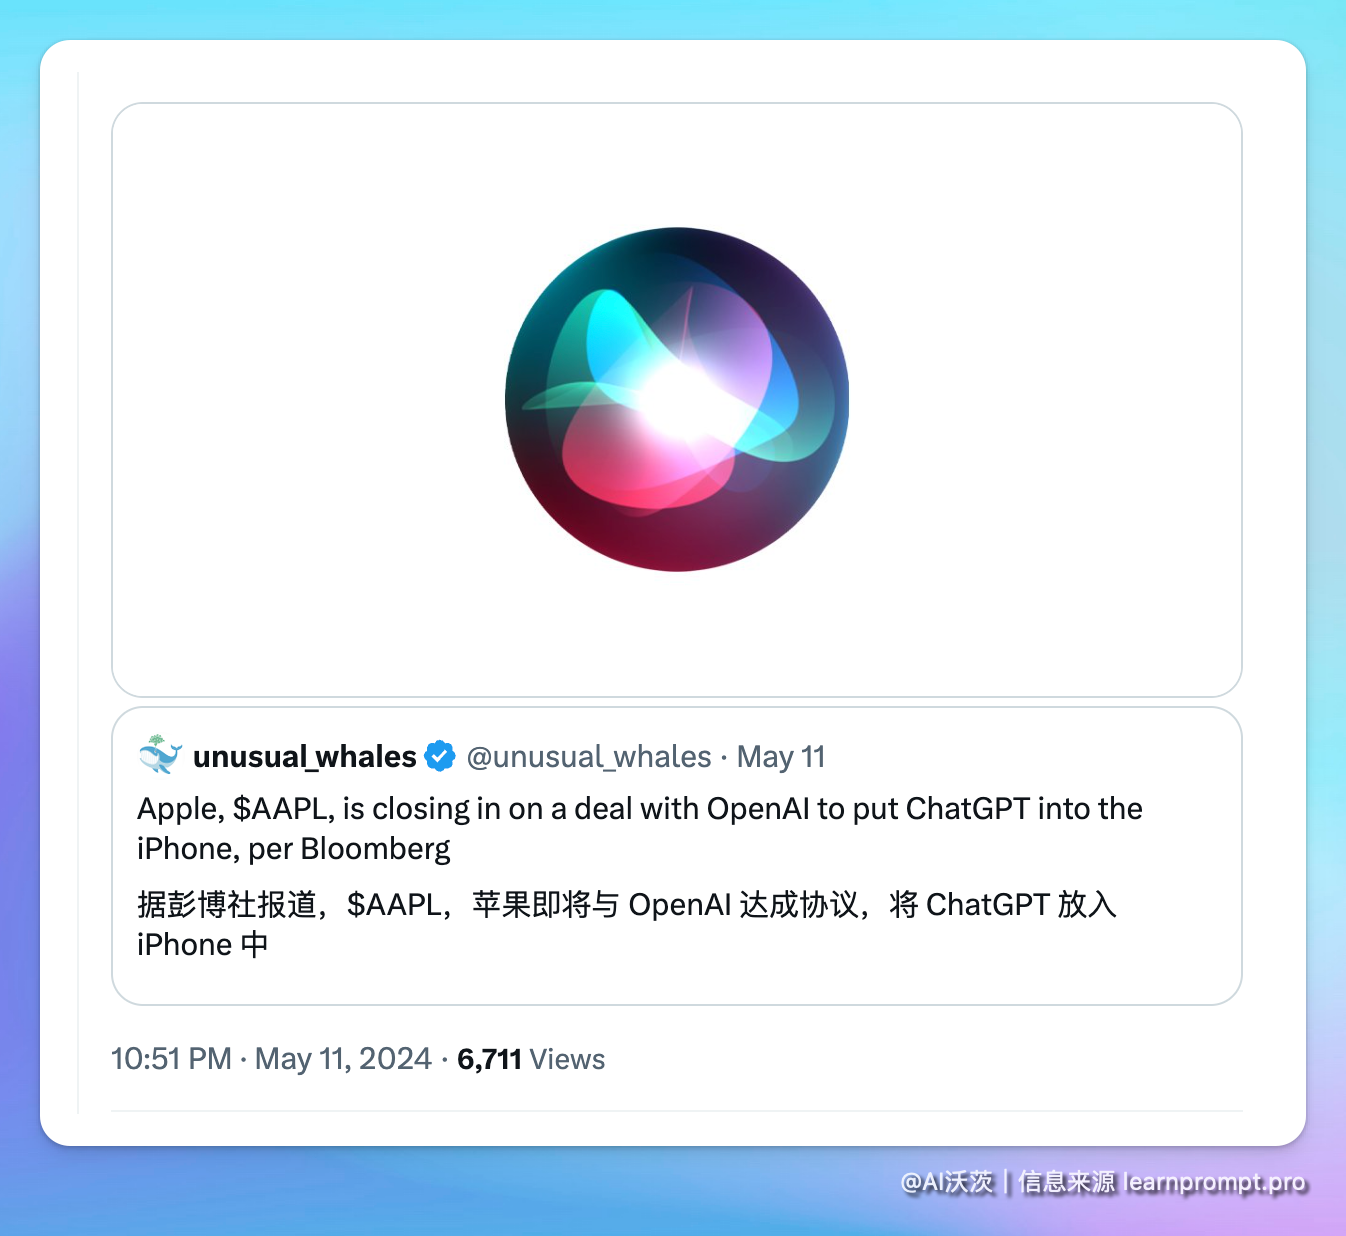 unusual_whales @unusual_whales · May 11
Apple, $AAPL, is closing in on a deal with OpenAI to put ChatGPT into the
iPhone, per Bloomberg
据彭博社报道，$AAPL，苹果即将与 OpenAI 达成协议，将 ChatGPT 放入
iPhone 中
10:51 PM · May 11, 2024 · 6,711 Views
@AI沃茨 | 信息来源 learnprompt.pro